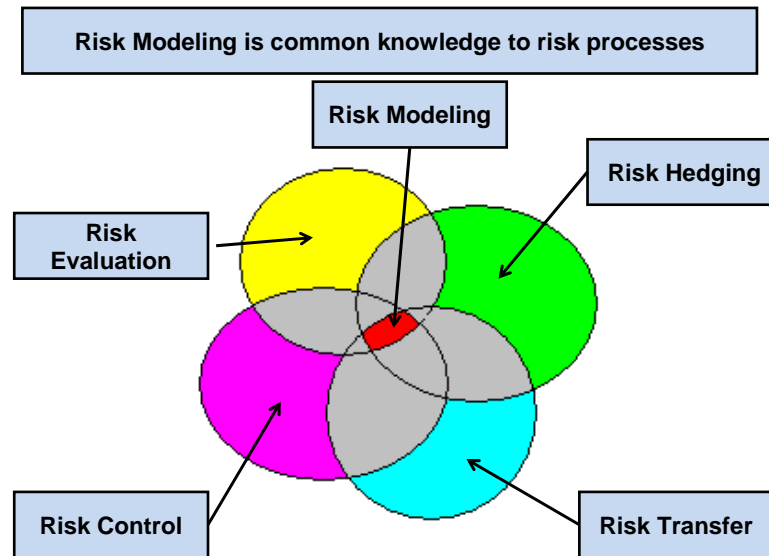 Risk Modeling is common knowledge to risk processes
Risk Modeling
Risk Hedging
Risk
Evaluation
Risk Control
Risk Transfer